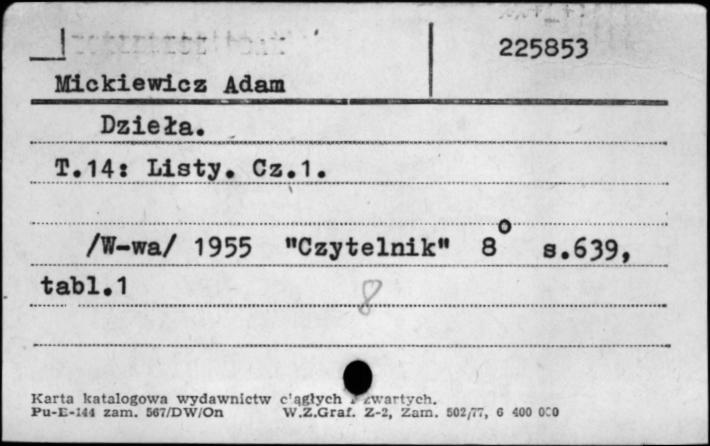 225853
Mickiewicz Adam
Dzieła.
T.14: Listy. Cz.1.
/W-wa/ 1955 "Czytelnik" 8° s.639,
tabl.1
8
Karta katalogowa wydawnictw zwartych.
Pu-E-144 zam. 567/DW/On W.Z.Graf. Z-2, Zam. 502/77, 6 400 000